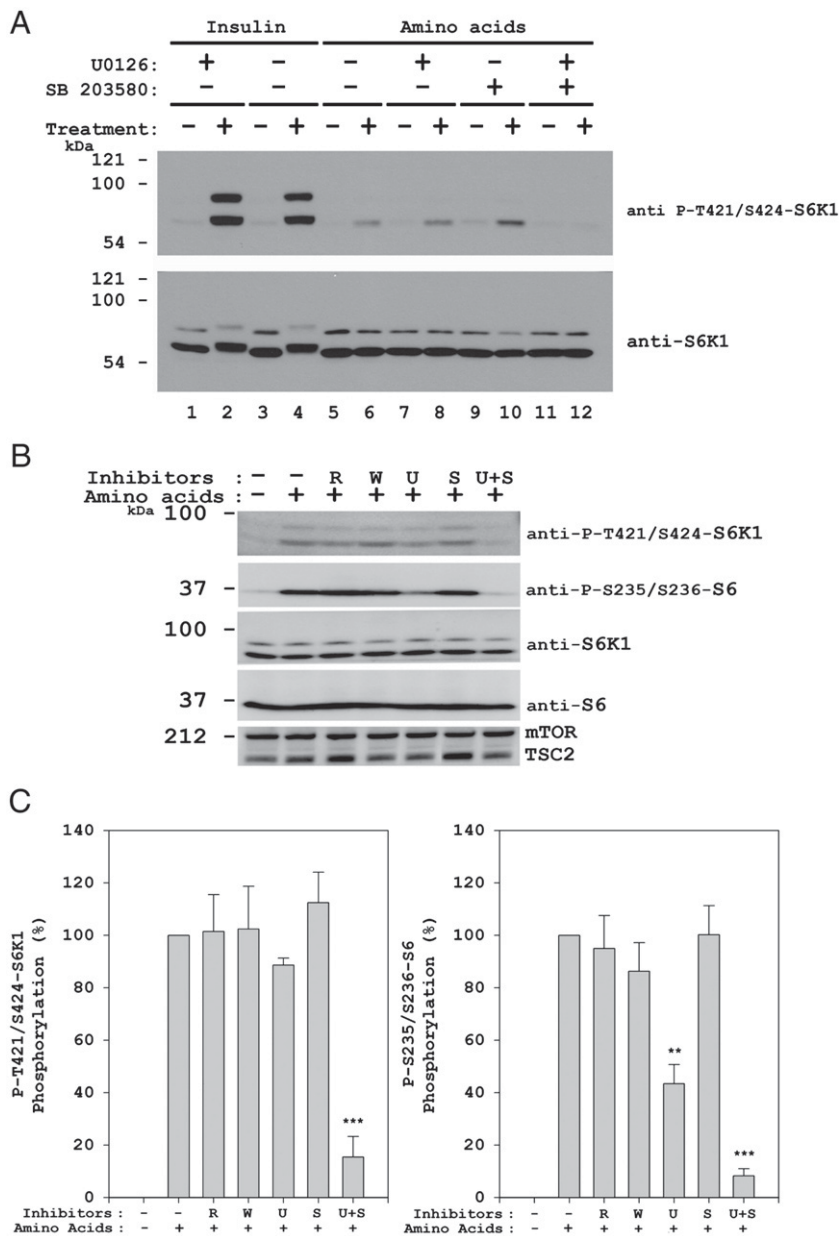 A
Insulin Amino acids
U0126: + – – + – +
SB 203580: – – – – + +
Treatment: – + – + – + – + – + – +
kDa
121 –
100 –
anti P-T421/S424-S6K1
54 –
121 –
100 –
anti-S6K1
54 –
1 2 3 4 5 6 7 8 9 10 11 12
B
Inhibitors : – – R W U S U+S
Amino acids : – + + + + + +
kDa 100 –
anti-P-T421/S424-S6K1
37 – anti-P-S235/S236-S6
100 –
anti-S6K1
37 – anti-S6
212 – mTOR
TSC2
C
P-T421/S424-S6K1
Phosphorylation (%)
140
120
100
80
60
40
20
0
***
Inhibitors : - - R W U S U+S
Amino Acids : - + + + + + +
P-S235/S236-S6
Phosphorylation (%)
140
120
100
80
60
40
20
0
**
***
Inhibitors : - - R W U S U+S
Amino Acids : - + + + + + +